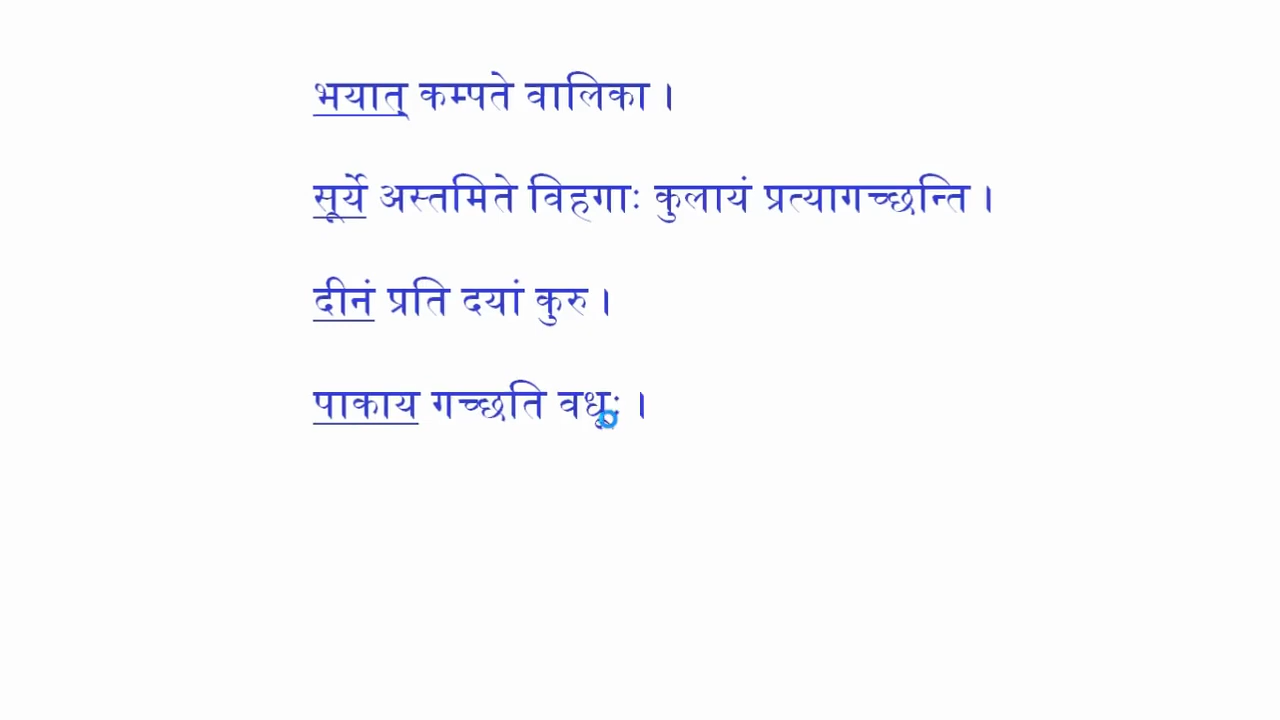 भयात् कम्पते वालिका ।
सूर्ये अस्तमिते विहगाः कुलायं प्रत्यागच्छन्ति ।
दीनं प्रति दयां कुरु ।
पाकाय गच्छति वधूः ।